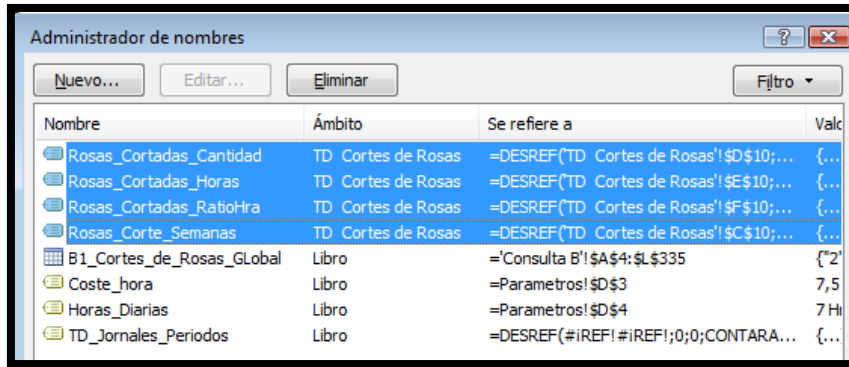 Administrador de nombres
Nuevo... Editar... Eliminar Filtro
Nombre Ámbito Se refiere a Valo
Rosas_Cortadas_Cantidad TD Cortes de Rosas =DESREF('TD Cortes de Rosas'!$D$10;... {...
Rosas_Cortadas_Horas TD Cortes de Rosas =DESREF('TD Cortes de Rosas'!$E$10;... {...
Rosas_Cortadas_RatioHra TD Cortes de Rosas =DESREF('TD Cortes de Rosas'!$F$10;... {...
Rosas_Corte_Semanas TD Cortes de Rosas =DESREF('TD Cortes de Rosas'!$C$10;... {...
B1_Cortes_de_Rosas_GLobal Libro ='Consulta B'!$A$4:$L$335 {"2"
Coste_hora Libro =Parametros!$D$3 7,5
Horas_Diarias Libro =Parametros!$D$4 7 Hr
TD_Jornales_Periodos Libro =DESREF(#¡REF!#¡REF!;0;0;CONTARA... {...